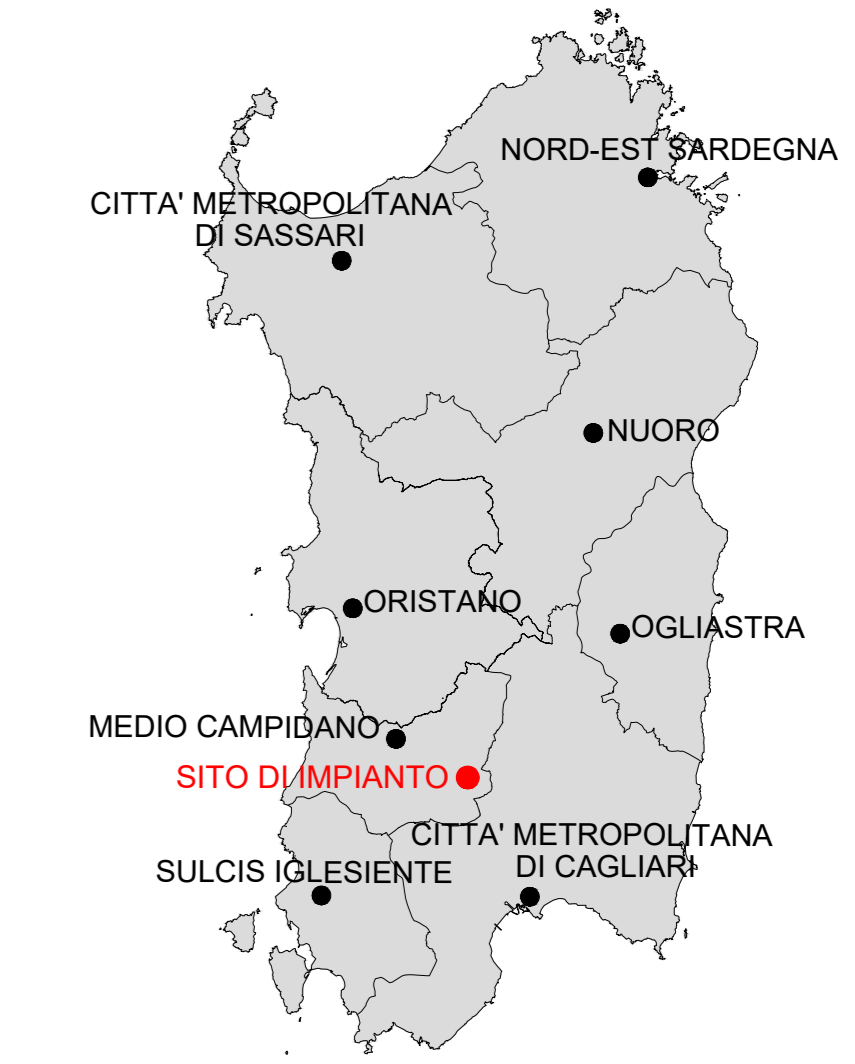 NORD-EST SARDEGNA
CITTA' METROPOLITANA
DI SASSARI
NUORO
ORISTANO
OGLIASTRA
MEDIO CAMPIDANO
SITO DI IMPIANTO
CITTA' METROPOLITANA
DI CAGLIARI
SULCIS IGLESIENTE